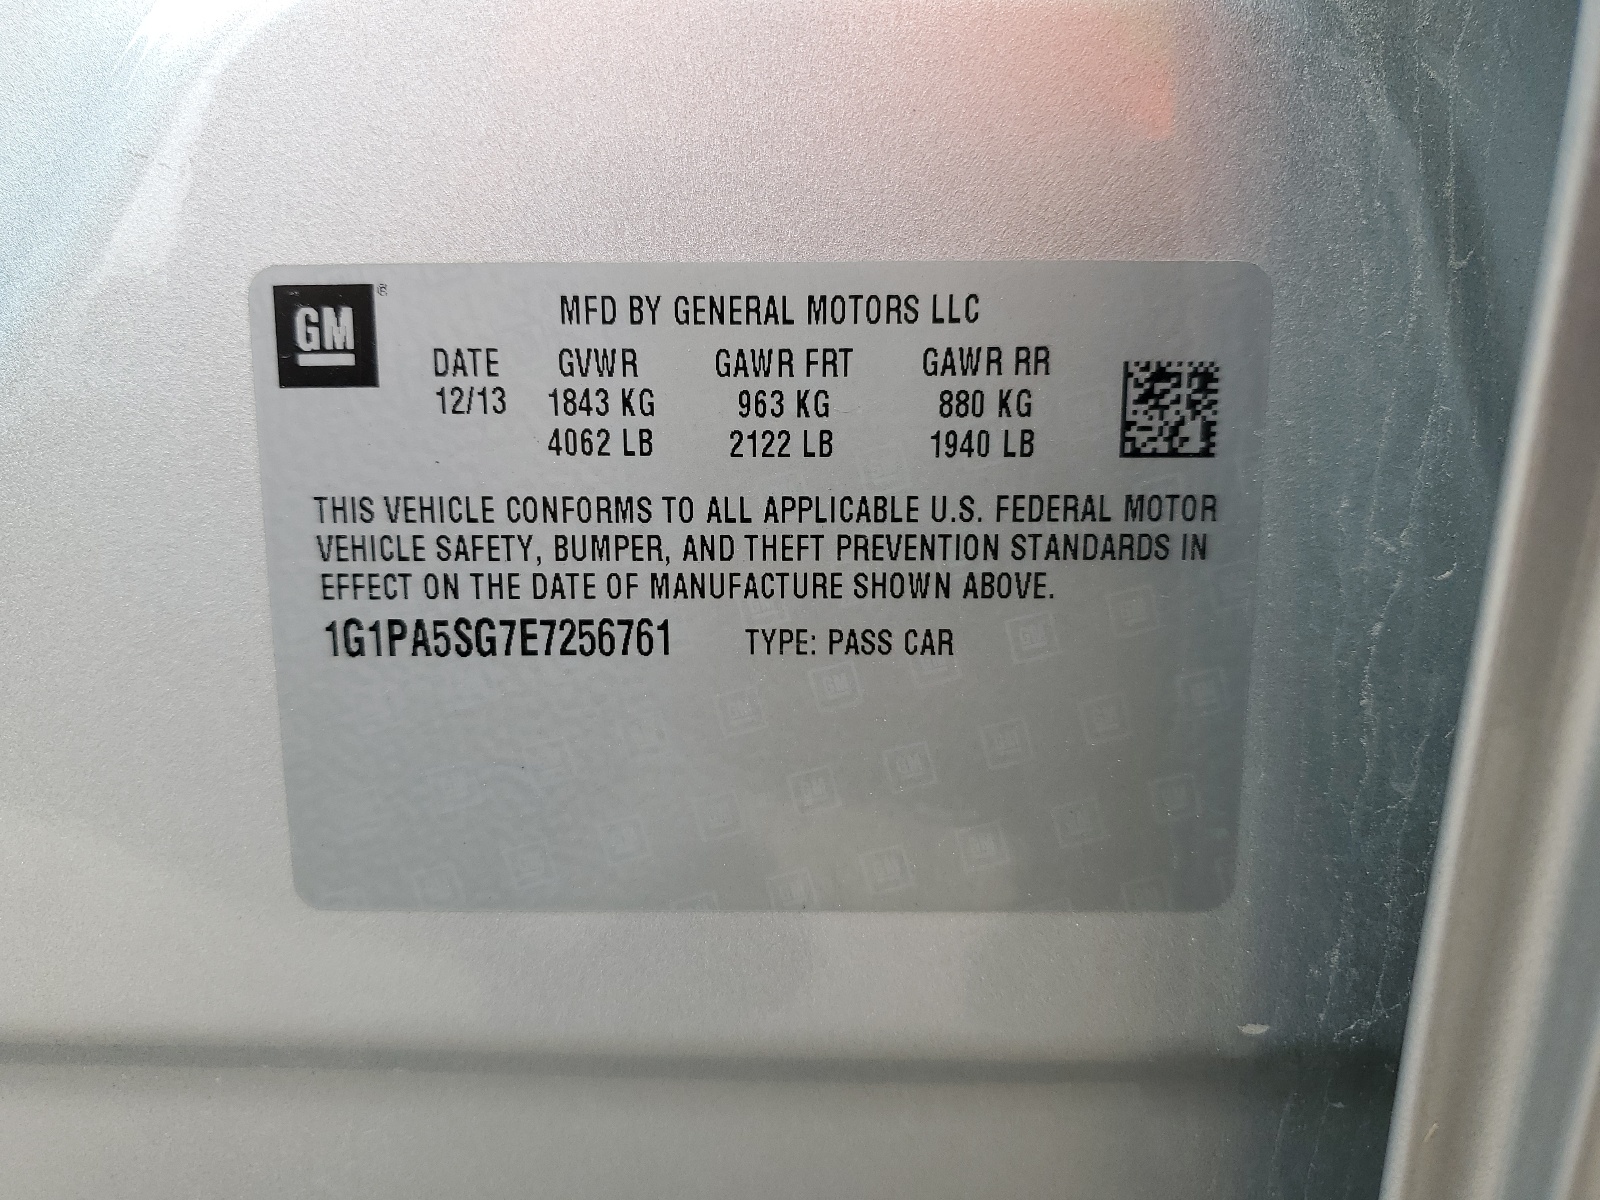 GM®
MFD BY GENERAL MOTORS LLC
DATE GVWR GAWR FRT GAWR RR
12/13 1843 KG 963 KG 880 KG
4062 LB 2122 LB 1940 LB
THIS VEHICLE CONFORMS TO ALL APPLICABLE U.S. FEDERAL MOTOR
VEHICLE SAFETY, BUMPER, AND THEFT PREVENTION STANDARDS IN
EFFECT ON THE DATE OF MANUFACTURE SHOWN ABOVE.
1G1PA5SG7E7256761 TYPE: PASS CAR